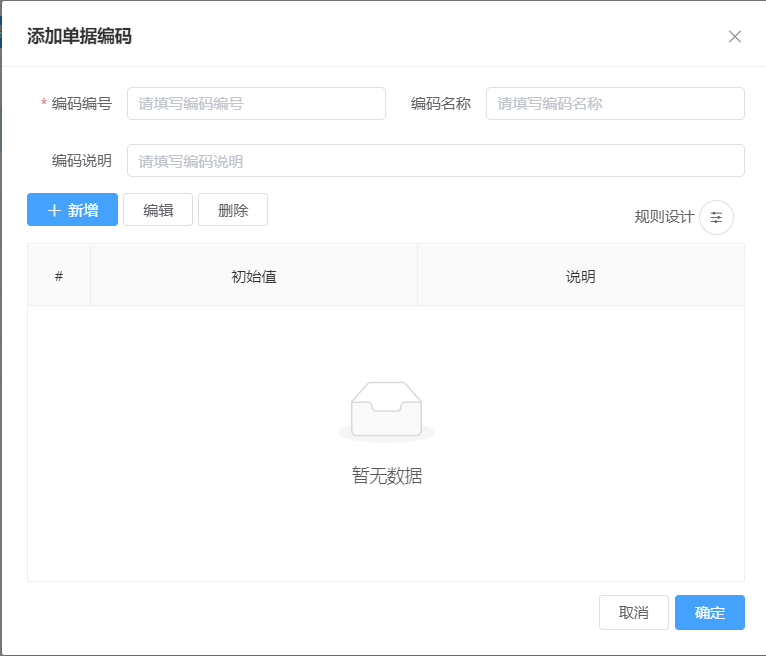 添加单据编码
* 编码编号 请填写编码编号 编码名称 请填写编码名称
编码说明 请填写编码说明
新增 编辑 删除 规则设计
# 初始值 说明
暂无数据
取消 确定